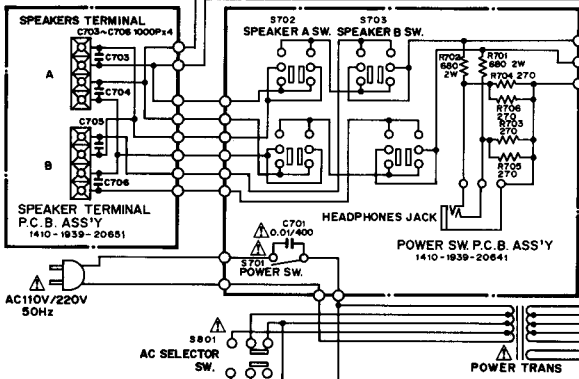 SPEAKERS TERMINAL
C703~C706 1000P×4
C703
A
C704
C705
B
C706
SPEAKER TERMINAL
P.C.B. ASS'Y
1410-1939-20651
S702
SPEAKER A SW.
S703
SPEAKER B SW.
R702
680
2W
R701
680 2W
R704 270
R706
270
R703
270
R705
270
HEADPHONES JACK
POWER SW. P.C.B. ASS'Y
1410-1939-20641
C701
0.01/400
S701
POWER SW.
AC110V/220V
50Hz
S801
AC SELECTOR
SW.
POWER TRANS